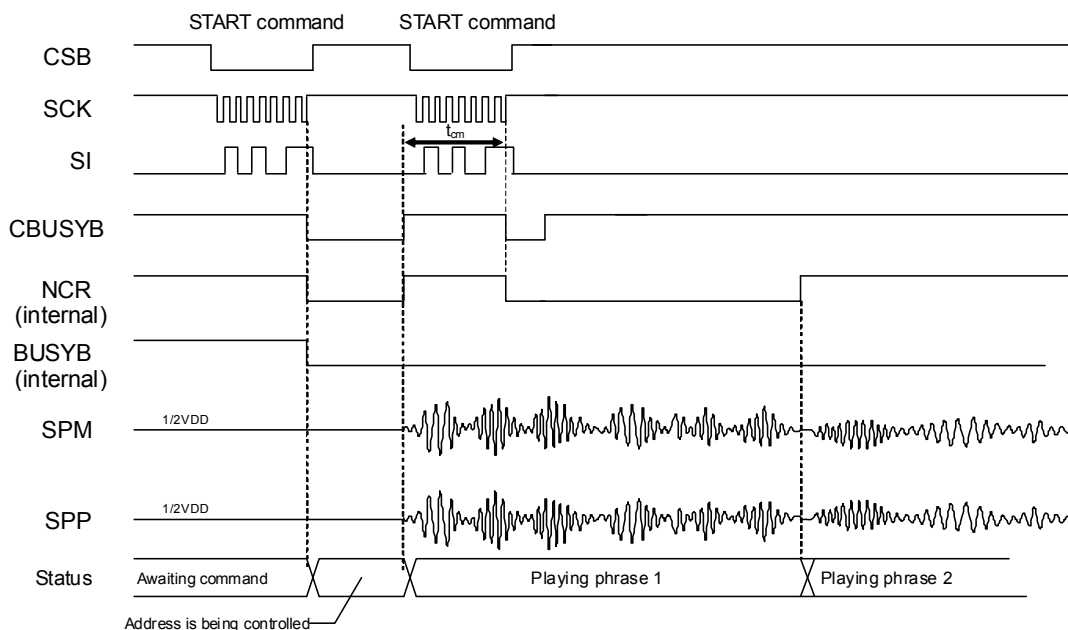 START command START command
CSB
SCK
tcm
SI
CBUSYB
NCR
(internal)
BUSYB
(internal)
1/2VDD
SPM
1/2VDD
SPP
Status Awaiting command Playing phrase 1 Playing phrase 2
Address is being controlled